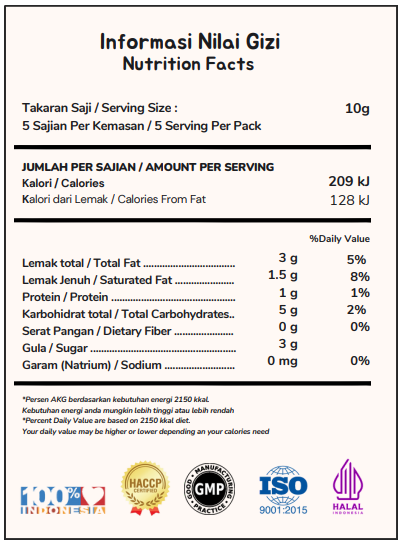 Informasi Nilai Gizi
Nutrition Facts
Takaran Saji / Serving Size : 10g
5 Sajian Per Kemasan / 5 Serving Per Pack
JUMLAH PER SAJIAN / AMOUNT PER SERVING
Kalori / Calories 209 kJ
Kalori dari Lemak / Calories From Fat 128 kJ
%Daily Value
Lemak total / Total Fat ................................. 3 g 5%
Lemak Jenuh / Saturated Fat ..................... 1.5 g 8%
Protein / Protein ............................................ 1 g 1%
Karbohidrat total / Total Carbohydrates.. 5 g 2%
Serat Pangan / Dietary Fiber ..................... 0 g 0%
Gula / Sugar .................................................... 3 g
Garam (Natrium) / Sodium ......................... 0 mg 0%
*Persen AKG berdasarkan kebutuhan energi 2150 kkal.
Kebutuhan energi anda mungkin lebih tinggi atau lebih rendah
*Percent Daily Value are based on 2150 kkal diet.
Your daily value may be higher or lower depending an your calories need
100%
INDONESIA
HACCP
CERTIFIED
GOOD MANUFACTURING PRACTICE
GMP
ISO
9001:2015
HALAL
INDONESIA